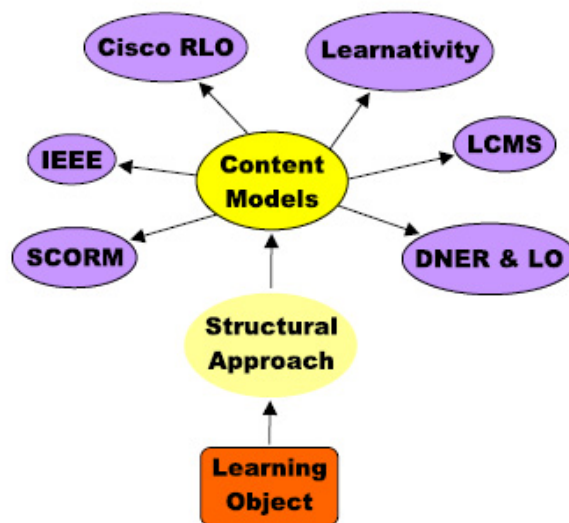 Cisco RLO
Learnativity
IEEE
Content
Models
LCMS
SCORM
DNER & LO
Structural
Approach
Learning
Object